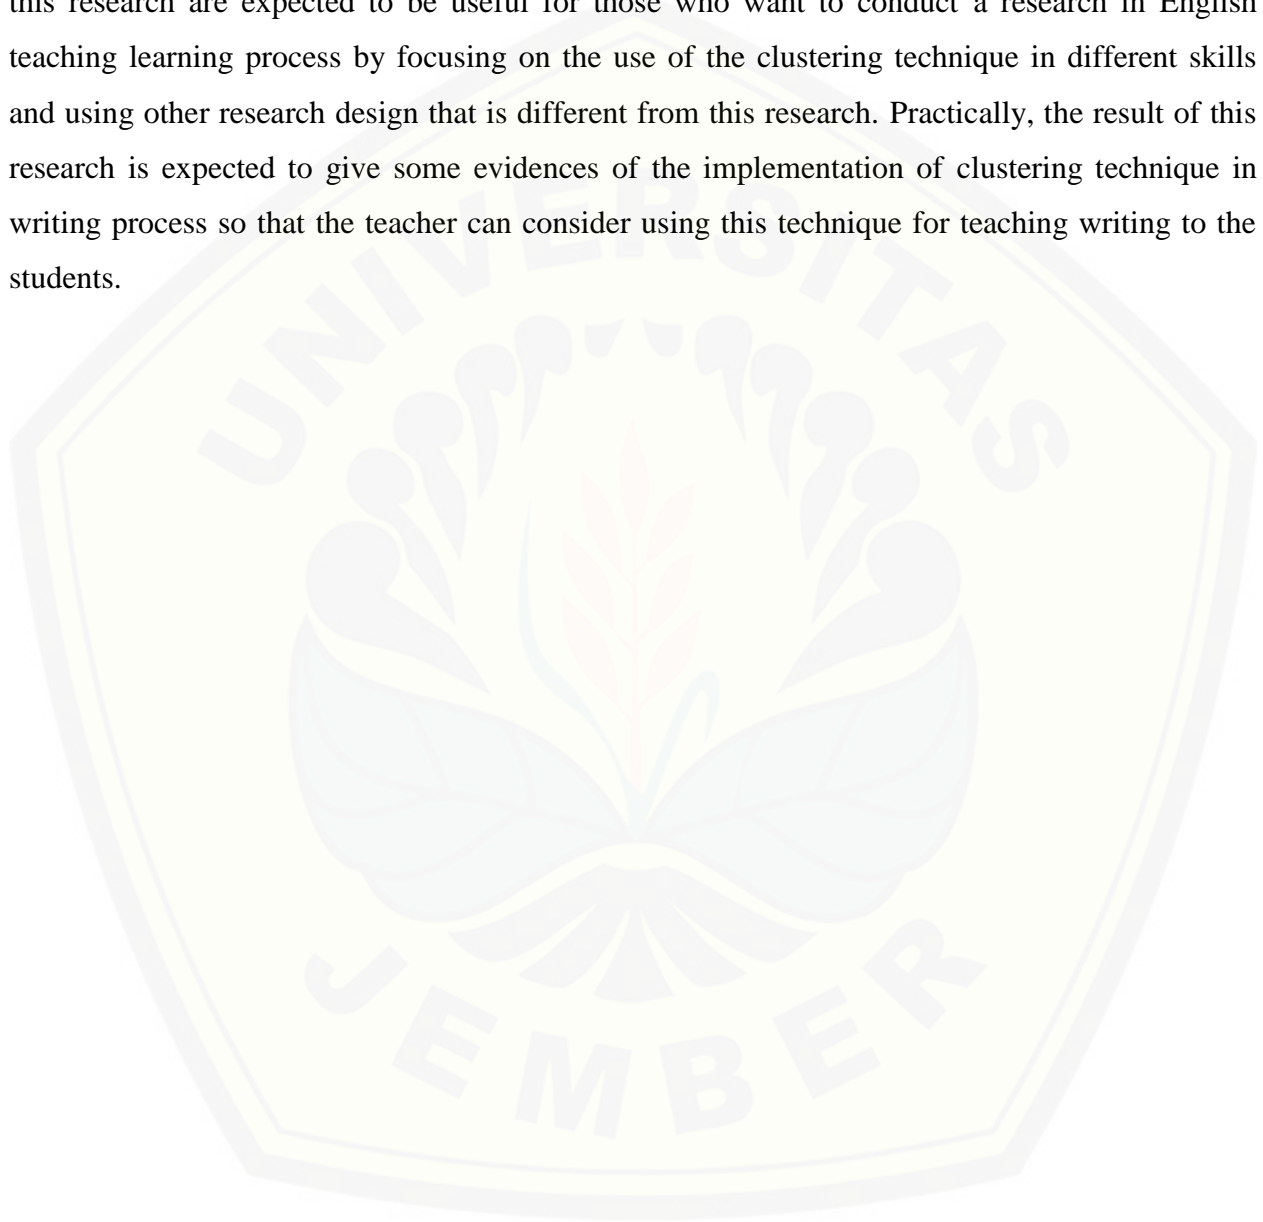 this research are expected to be useful for those who want to conduct a research in English
teaching learning process by focusing on the use of the clustering technique in different skills
and using other research design that is different from this research. Practically, the result of this
research is expected to give some evidences of the implementation of clustering technique in
writing process so that the teacher can consider using this technique for teaching writing to the
students.
UNIVERSITAS
JEMBER